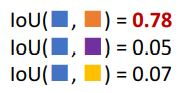 IoU(■, ■) = 0.78
IoU(■, ■) = 0.05
IoU(■, ■) = 0.07